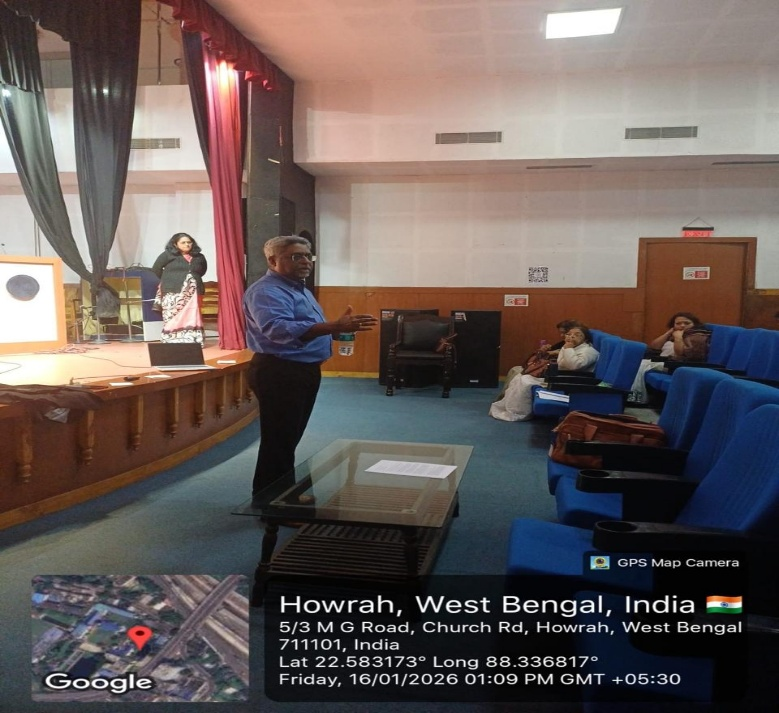 GPS Map Camera
Howrah, West Bengal, India 🇮🇳
5/3 M G Road, Church Rd, Howrah, West Bengal
711101, India
Lat 22.583173° Long 88.336817°
Friday, 16/01/2026 01:09 PM GMT +05:30
Google